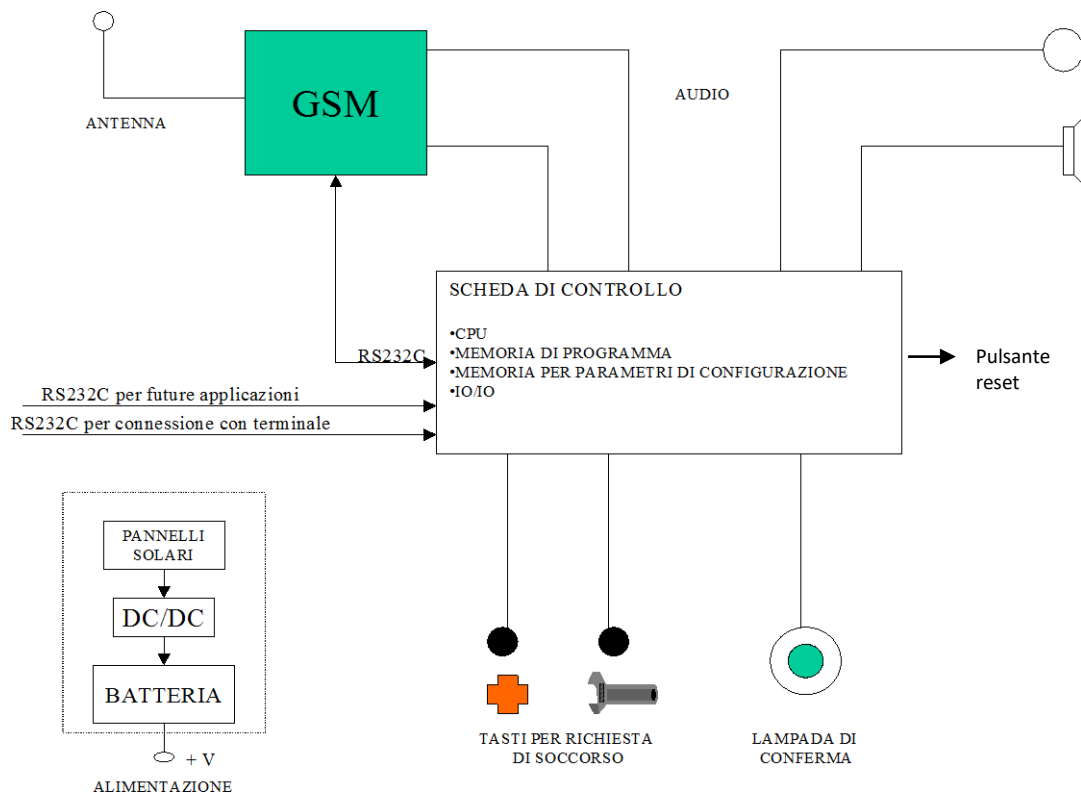 GSM
AUDIO
ANTENNA
SCHEDA DI CONTROLLO
•CPU
•MEMORIA DI PROGRAMMA
•MEMORIA PER PARAMETRI DI CONFIGURAZIONE
•IO/IO
RS232C
Pulsante
reset
RS232C per future applicazioni
RS232C per connessione con terminale
PANNELLI
SOLARI
DC/DC
BATTERIA
+ V
ALIMENTAZIONE
TASTI PER RICHIESTA
DI SOCCORSO
LAMPADA DI
CONFERMA